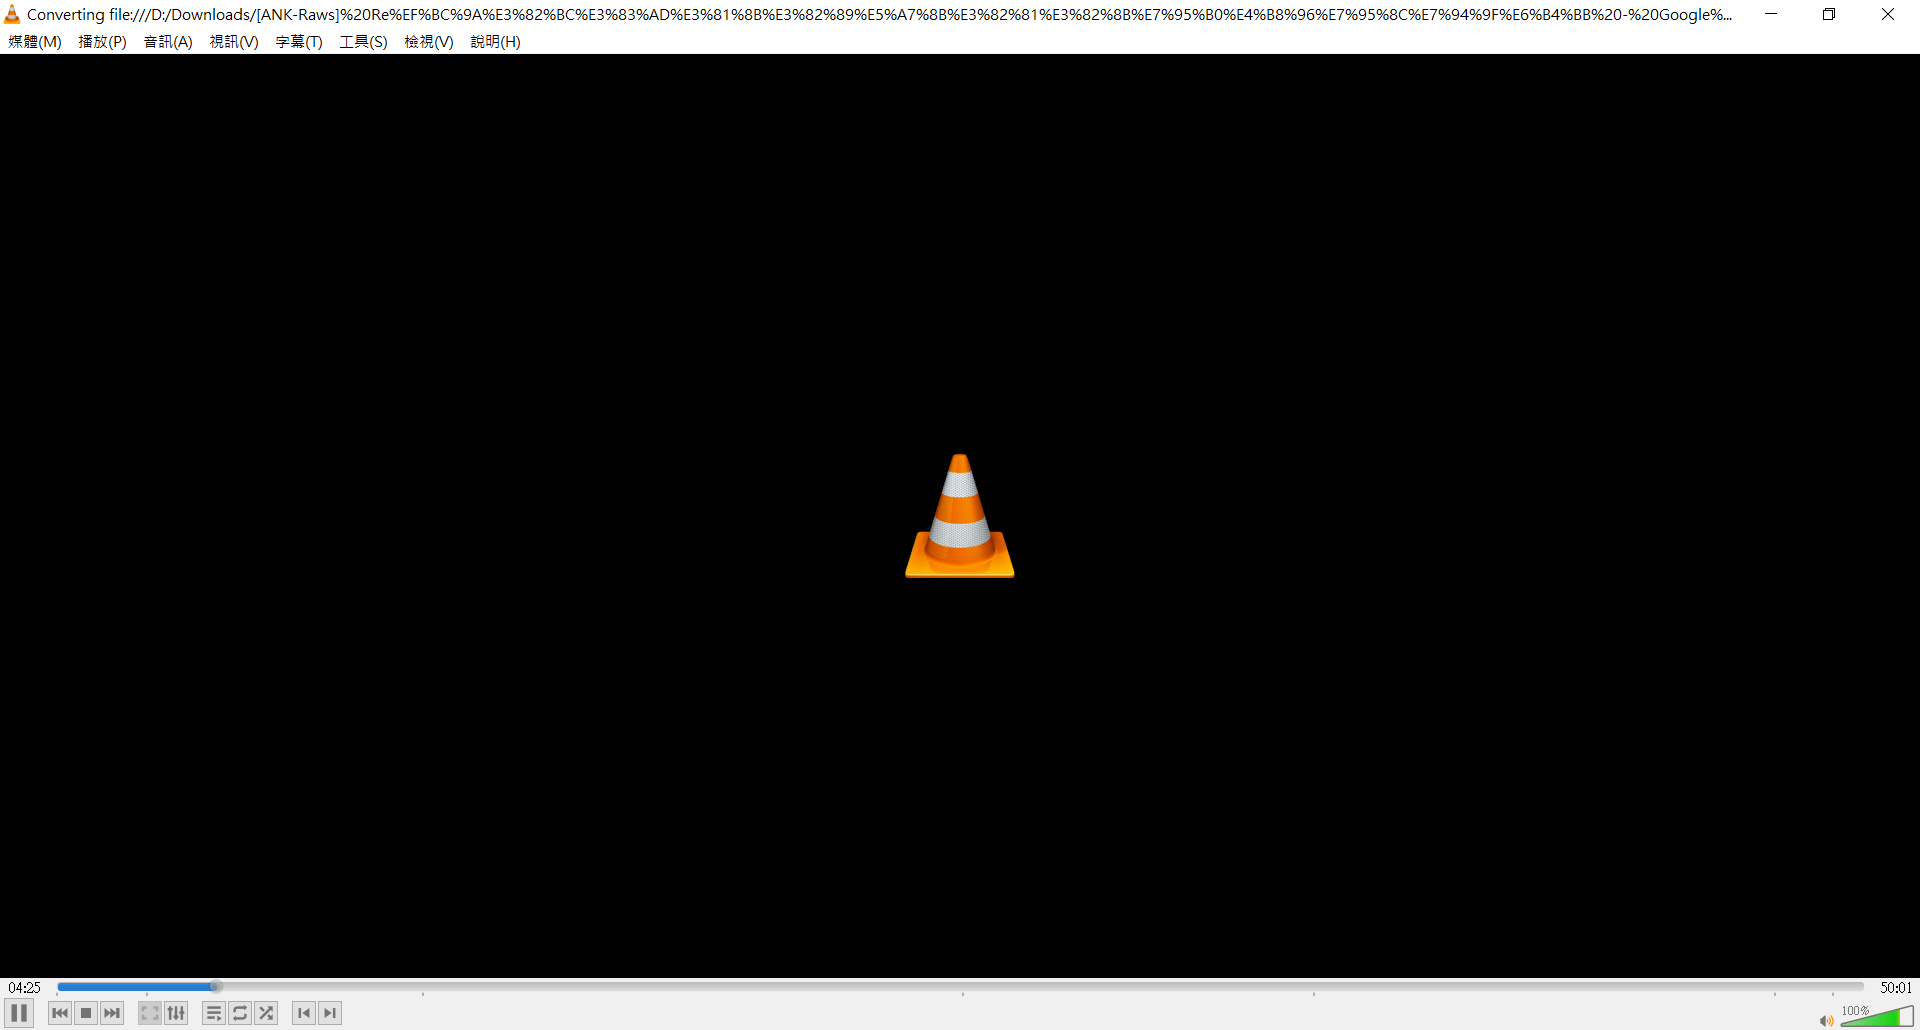 Converting file:///D:/Downloads/[ANK-Raws]%20Re%EF%BC%9A%E3%82%BC%E3%83%AD%E3%81%8B%E3%82%89%E5%A7%8B%E3%82%81%E3%82%8B%E7%95%B0%E4%B8%96%E7%95%8C%E7%94%9F%E6%B4%BB%20-%20Google%...
媒體(M) 播放(P) 音訊(A) 視訊(V) 字幕(T) 工具(S) 檢視(V) 說明(H)
04:25 50:01
100%